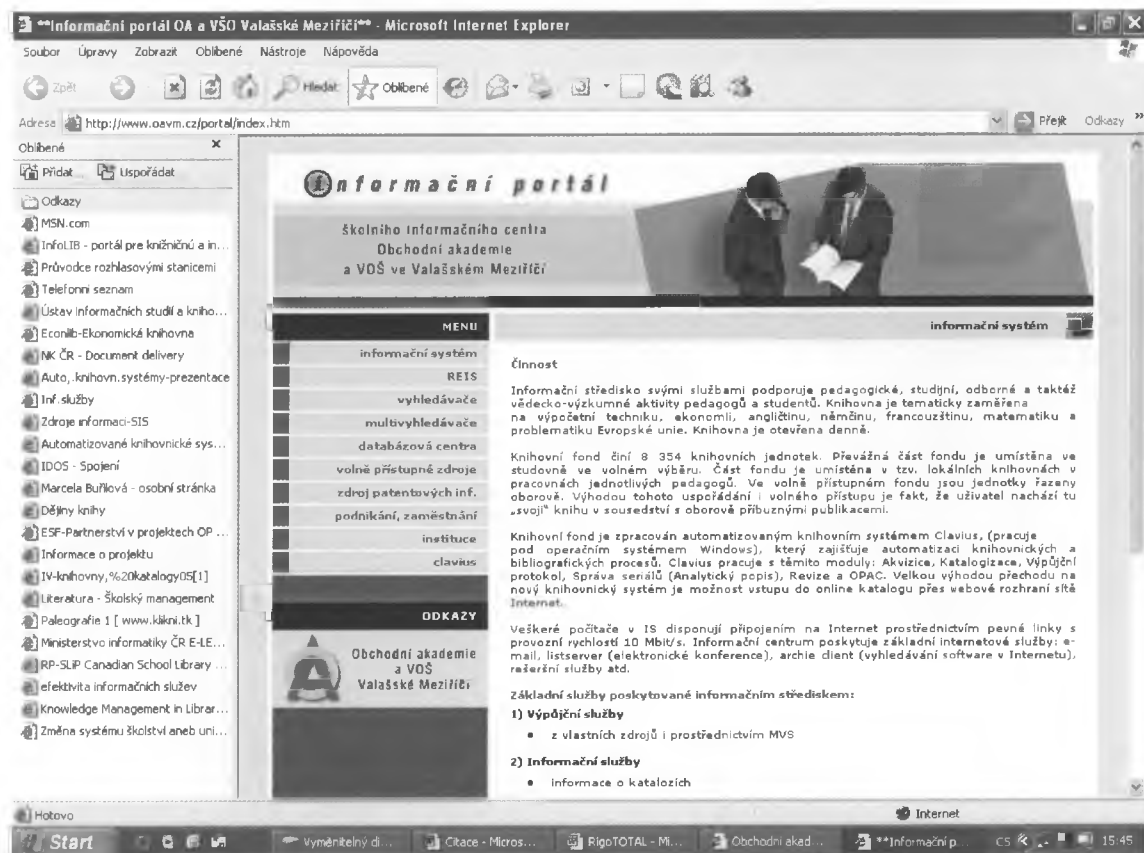 **Informační portál OA a VŠO Valašské Meziříčí** - Microsoft Internet Explorer
Soubor Úpravy Zobrazit Oblíbené Nástroje Nápověda
Zpět Hledat Oblíbené
Adresa http://www.oavm.cz/portal/index.htm Přejít Odkazy »
Oblíbené x
Přidat... Uspořádat
Odkazy
MSN.com
InfoLIB - portál pre knižničnú a in...
Průvodce rozhlasovými stanicemi
Telefonní seznam
Ústav informačních studií a kniho...
Econlib-Ekonomická knihovna
NK ČR - Document delivery
Auto,.knihovn.systémy-prezentace
Inf.služby
Zdroje informaci-SIS
Automatizované knihovnické sys...
IDOS - Spojení
Marcela Buřilová - osobní stránka
Dějiny knihy
ESF-Partnerství v projektech OP ...
Informace o projektu
IV-knihovny,%20katalogy05[1]
Literatura - Školský management
Paleografie 1 [ www.klikni.tk ]
Ministerstvo informatiky ČR E-LE...
RP-SLiP Canadian School Library ...
efektivita informačních služev
Knowledge Management in Librar...
Změna systému školství aneb uni...
informační portál
školního informačního centra
Obchodní akademie
a VOŠ ve Valašském Meziříčí
MENU
informační systém
REIS
vyhledávače
multivyhledávače
databázová centra
volně přístupné zdroje
zdroj patentových inf.
podnikání, zaměstnání
instituce
clavius
ODKAZY
Obchodní akademie
a VOŠ
Valašské Meziříčí
informační systém
Činnost
Informační středisko svými službami podporuje pedagogické, studijní, odborné a taktéž
vědecko-výzkumné aktivity pedagogů a studentů. Knihovna je tematicky zaměřena
na výpočetní techniku, ekonomii, angličtinu, němčinu, francouzštinu, matematiku a
problematiku Evropské unie. Knihovna je otevřena denně.
Knihovní fond činí 8 354 knihovních jednotek. Převážná část fondu je umístěna ve
studovně ve volném výběru. Část fondu je umístěna v tzv. lokálních knihovnách v
pracovnách jednotlivých pedagogů. Ve volně přístupném fondu jsou jednotky řazeny
oborově. Výhodou tohoto uspořádání i volného přístupu je fakt, že uživatel nachází tu
„svoji" knihu v sousedství s oborově příbuznými publikacemi.
Knihovní fond je zpracován automatizovaným knihovním systémem Clavius, (pracuje
pod operačním systémem Windows), který zajišťuje automatizaci knihovnických a
bibliografických procesů. Clavius pracuje s těmito moduly: Akvizice, Katalogizace, Výpůjční
protokol, Správa seriálů (Analytický popis), Revize a OPAC. Velkou výhodou přechodu na
nový knihovnický systém je možnost vstupu do online katalogu přes webové rozhraní sítě
Internet.
Veškeré počítače v IS disponují připojením na Internet prostřednictvím pevné linky s
provozní rychlostí 10 Mbit/s. Informační centrum poskytuje základní internetové služby: e-
mail, listserver (elektronické konference), archie client (vyhledávání software v Internetu),
rešeršní služby atd.
Základní služby poskytované informačním střediskem:
1) Výpůjční služby
• z vlastních zdrojů i prostřednictvím MVS
2) Informační služby
• informace o katalozích
Hotovo Internet
Start Vyměnitelný di... Citace - Micros... RigoTOTAL - Mi... Obchodní akad... **Informační p... CS 15:45